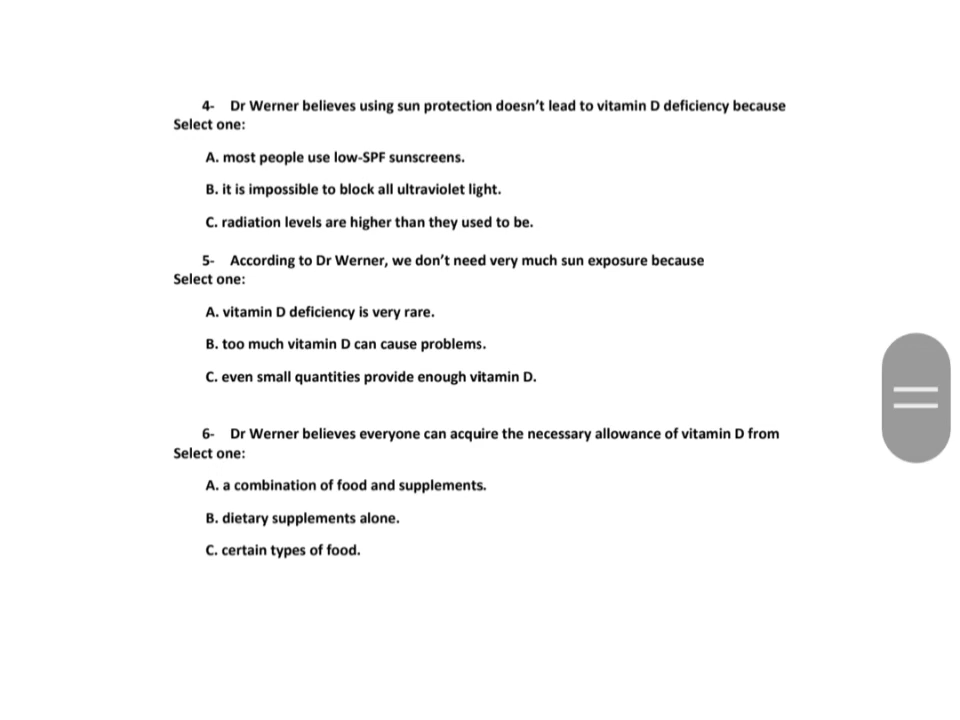 4- Dr Werner believes using sun protection doesn’t lead to vitamin D deficiency because
Select one:
A. most people use low-SPF sunscreens.
B. it is impossible to block all ultraviolet light.
C. radiation levels are higher than they used to be.
5- According to Dr Werner, we don’t need very much sun exposure because
Select one:
A. vitamin D deficiency is very rare.
B. too much vitamin D can cause problems.
C. even small quantities provide enough vitamin D.
6- Dr Werner believes everyone can acquire the necessary allowance of vitamin D from
Select one:
A. a combination of food and supplements.
B. dietary supplements alone.
C. certain types of food.